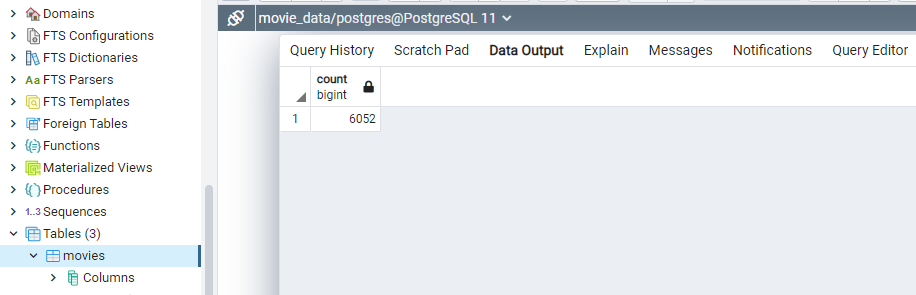 Domains
FTS Configurations
FTS Dictionaries
Aa FTS Parsers
FTS Templates
Foreign Tables
Functions
Materialized Views
Procedures
1..3 Sequences
Tables (3)
movies
Columns
movie_data/postgres@PostgreSQL 11
Query History Scratch Pad Data Output Explain Messages Notifications Query Editor
count
bigint
1 6052